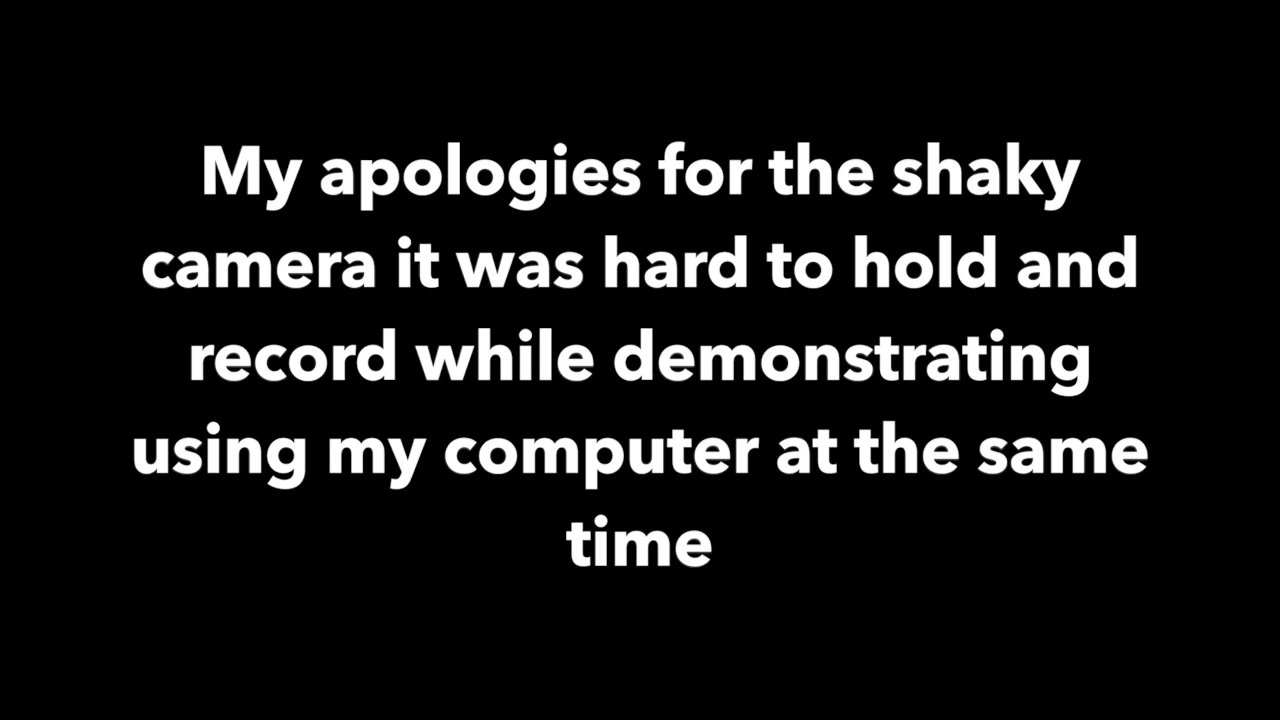 My apologies for the shaky
camera it was hard to hold and
record while demonstrating
using my computer at the same
time